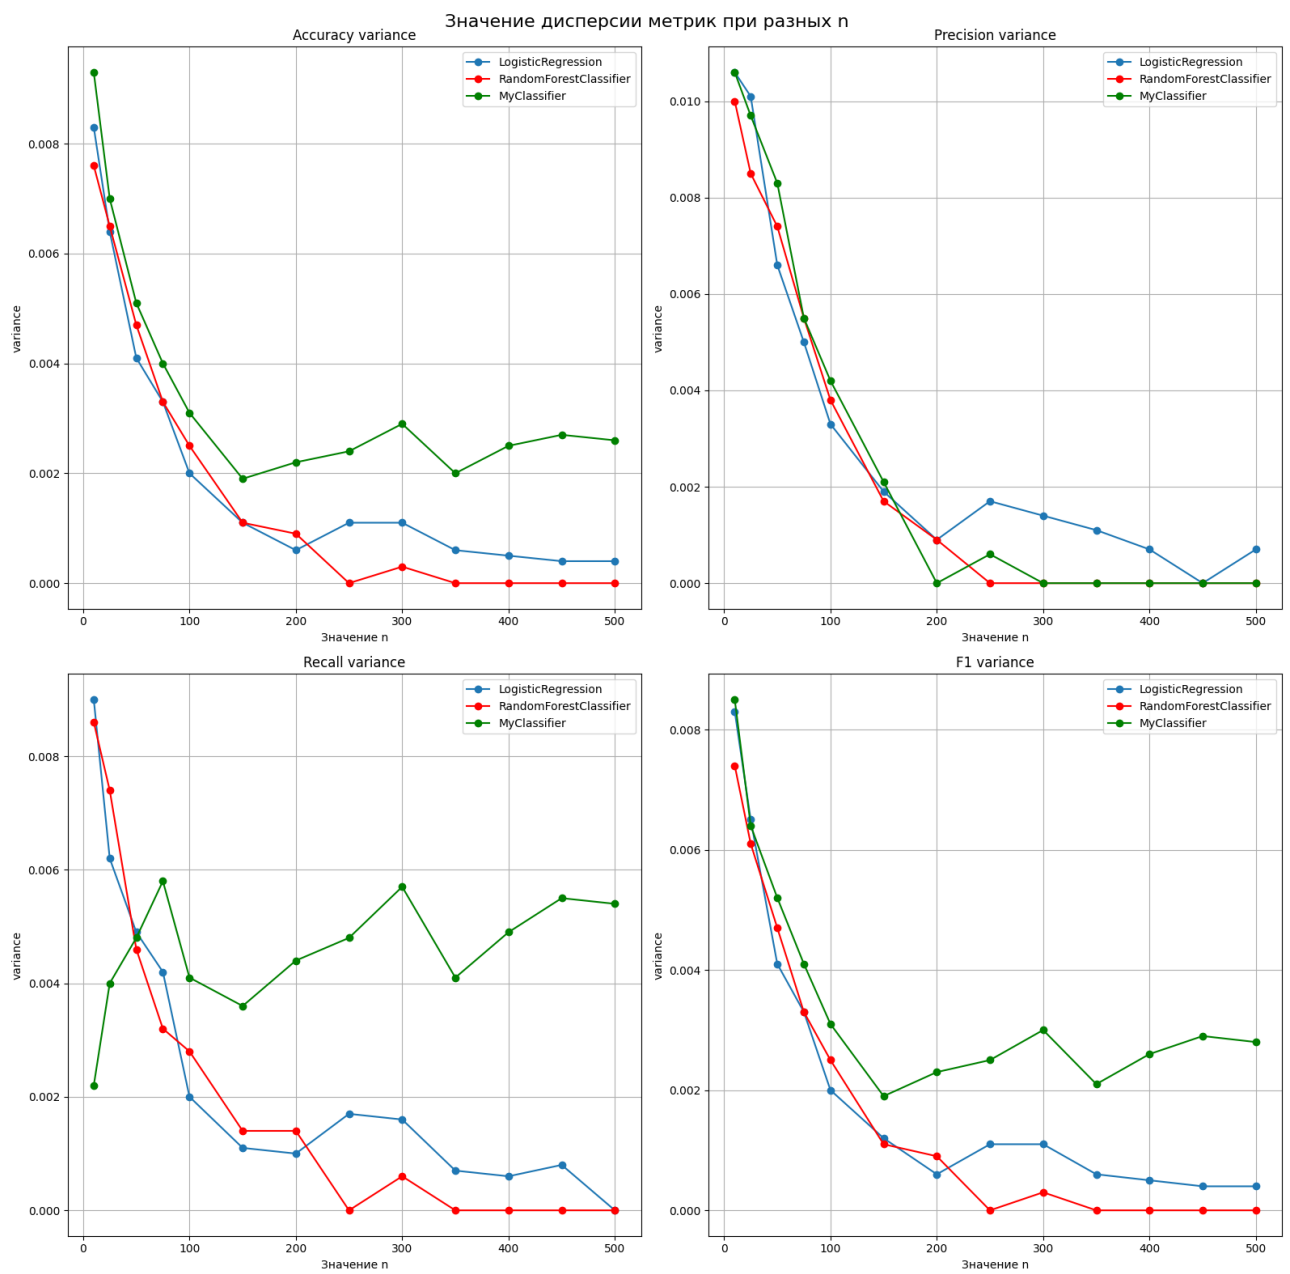 Значение дисперсии метрик при разных n
Accuracy variance
LogisticRegression
RandomForestClassifier
MyClassifier
0.008
0.006
0.004
0.002
0.000
variance
0 100 200 300 400 500
Значение n
Precision variance
LogisticRegression
RandomForestClassifier
MyClassifier
0.010
0.008
0.006
0.004
0.002
0.000
variance
0 100 200 300 400 500
Значение n
Recall variance
LogisticRegression
RandomForestClassifier
MyClassifier
0.008
0.006
0.004
0.002
0.000
variance
0 100 200 300 400 500
Значение n
F1 variance
LogisticRegression
RandomForestClassifier
MyClassifier
0.008
0.006
0.004
0.002
0.000
variance
0 100 200 300 400 500
Значение n